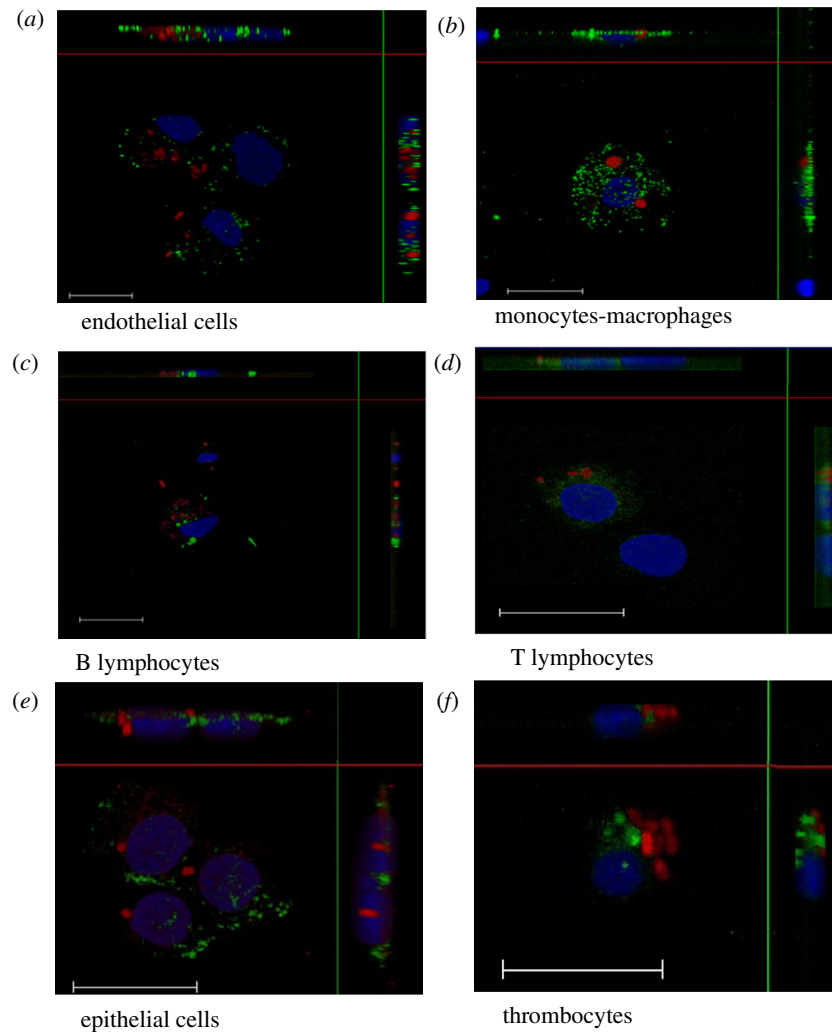 (a)
(b)
endothelial cells
monocytes-macrophages
(c)
(d)
B lymphocytes
T lymphocytes
(e)
(f)
epithelial cells
thrombocytes